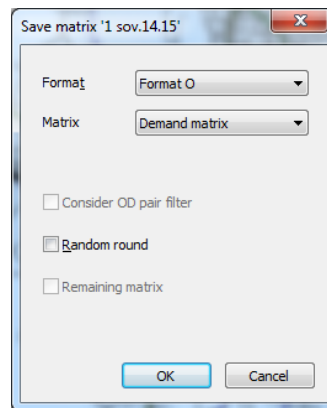 Save matrix '1 sov.14.15'
Format Format O
Matrix Demand matrix
Consider OD pair filter
Random round
Remaining matrix
OK Cancel